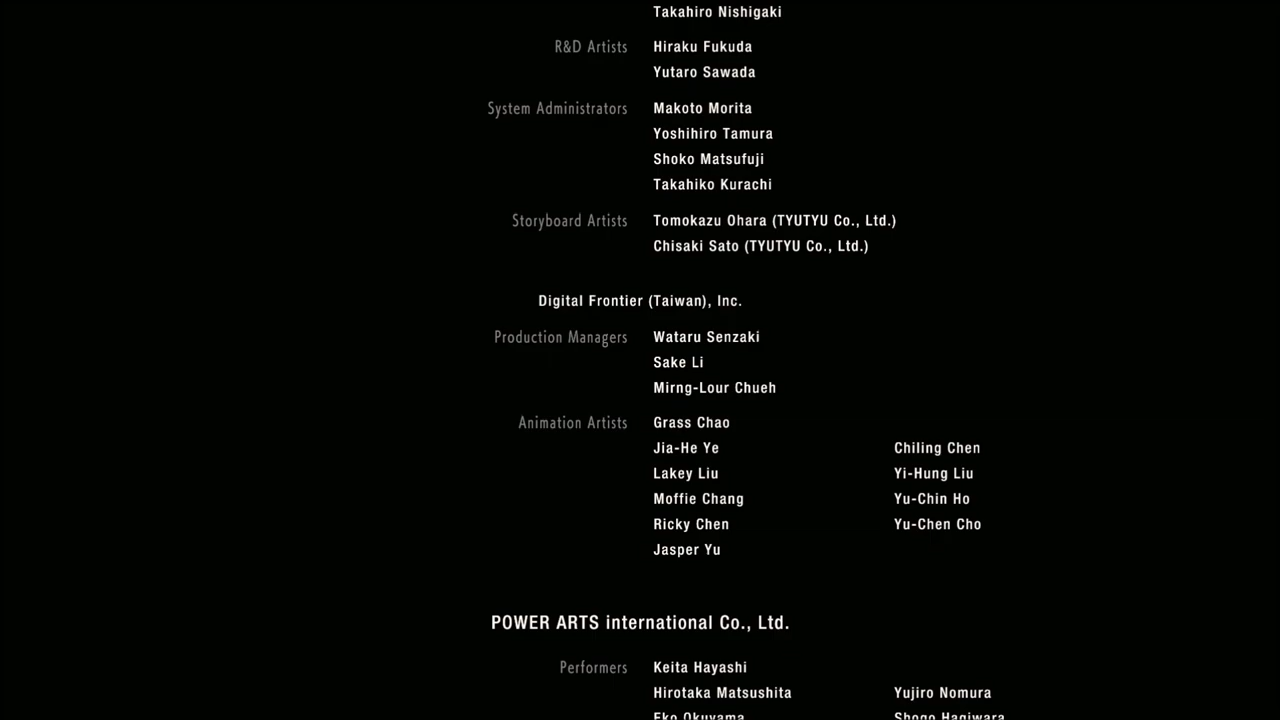 Takahiro Nishigaki
R&D Artists Hiraku Fukuda
Yutaro Sawada
System Administrators Makoto Morita
Yoshihiro Tamura
Shoko Matsufuji
Takahiko Kurachi
Storyboard Artists Tomokazu Ohara (TYUTYU Co., Ltd.)
Chisaki Sato (TYUTYU Co., Ltd.)
Digital Frontier (Taiwan), Inc.
Production Managers Wataru Senzaki
Sake Li
Mirng-Lour Chueh
Animation Artists Grass Chao
Jia-He Ye Chiling Chen
Lakey Liu Yi-Hung Liu
Moffie Chang Yu-Chin Ho
Ricky Chen Yu-Chen Cho
Jasper Yu
POWER ARTS international Co., Ltd.
Performers Keita Hayashi
Hirotaka Matsushita Yujiro Nomura
Eko Okuyama Shogo Hagiwara